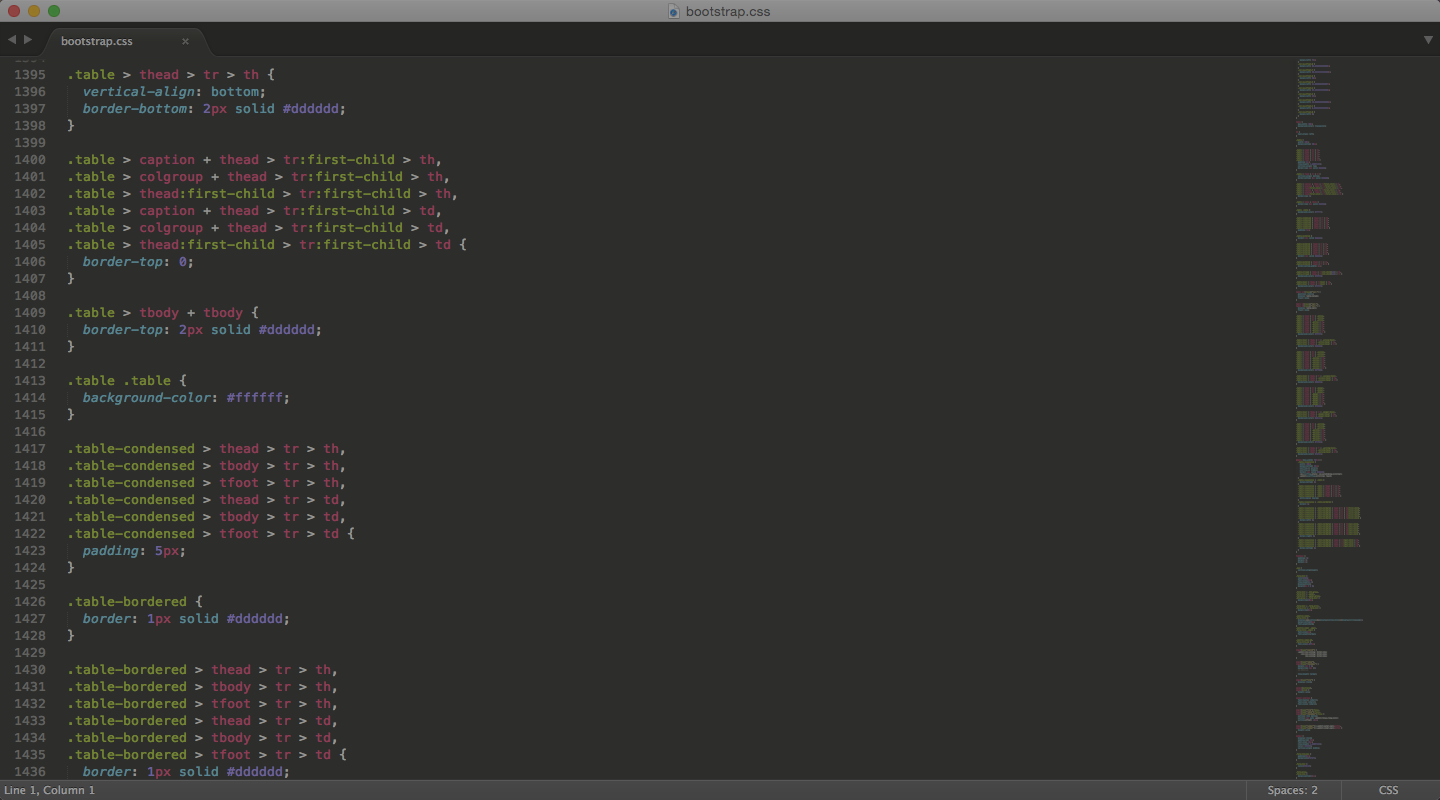 bootstrap.css
bootstrap.css ×
1395 .table > thead > tr > th {
1396   vertical-align: bottom;
1397   border-bottom: 2px solid #dddddd;
1398 }
1399
1400 .table > caption + thead > tr:first-child > th,
1401 .table > colgroup + thead > tr:first-child > th,
1402 .table > thead:first-child > tr:first-child > th,
1403 .table > caption + thead > tr:first-child > td,
1404 .table > colgroup + thead > tr:first-child > td,
1405 .table > thead:first-child > tr:first-child > td {
1406   border-top: 0;
1407 }
1408
1409 .table > tbody + tbody {
1410   border-top: 2px solid #dddddd;
1411 }
1412
1413 .table .table {
1414   background-color: #ffffff;
1415 }
1416
1417 .table-condensed > thead > tr > th,
1418 .table-condensed > tbody > tr > th,
1419 .table-condensed > tfoot > tr > th,
1420 .table-condensed > thead > tr > td,
1421 .table-condensed > tbody > tr > td,
1422 .table-condensed > tfoot > tr > td {
1423   padding: 5px;
1424 }
1425
1426 .table-bordered {
1427   border: 1px solid #dddddd;
1428 }
1429
1430 .table-bordered > thead > tr > th,
1431 .table-bordered > tbody > tr > th,
1432 .table-bordered > tfoot > tr > th,
1433 .table-bordered > thead > tr > td,
1434 .table-bordered > tbody > tr > td,
1435 .table-bordered > tfoot > tr > td {
1436   border: 1px solid #dddddd;
Line 1, Column 1 Spaces: 2 CSS